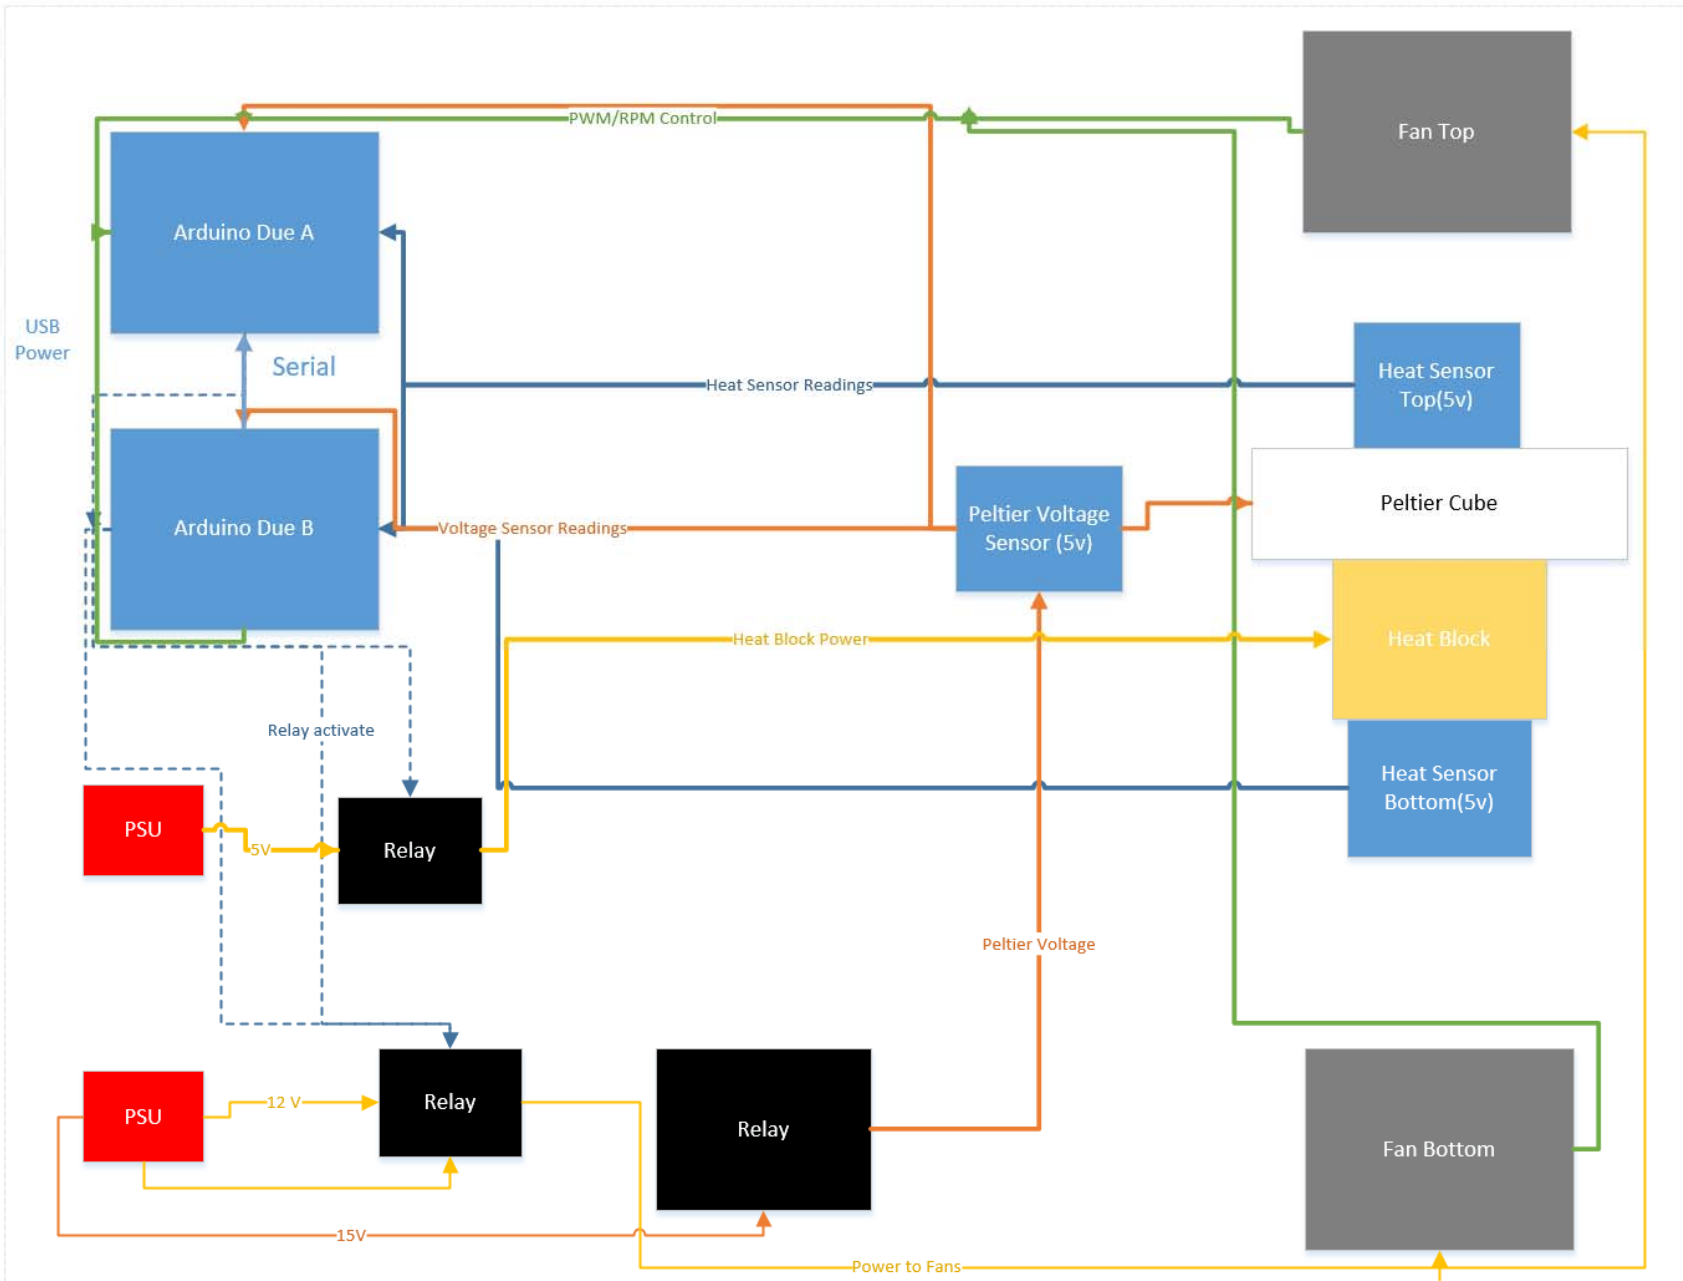 PWM/RPM Control
Fan Top
Arduino Due A
USB
Power
Serial
Heat Sensor Readings
Heat Sensor
Top(5v)
Arduino Due B
Voltage Sensor Readings
Peltier Voltage
Sensor (5v)
Peltier Cube
Heat Block Power
Heat Block
Relay activate
Heat Sensor
Bottom(5v)
PSU
5V
Relay
Peltier Voltage
PSU
12 V
Relay
Relay
Fan Bottom
15V
Power to Fans